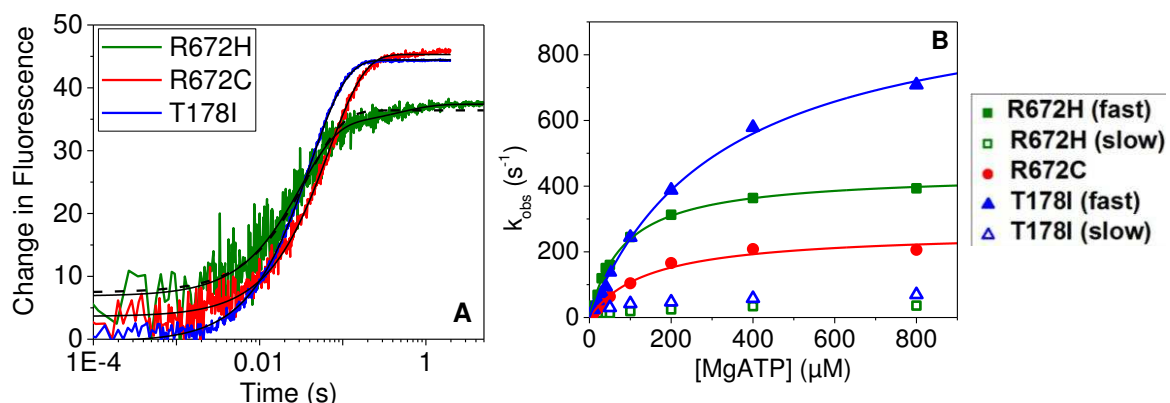 50
40
30
20
10
0
Change in Fluorescence
R672H
R672C
T178I
A
1E-4
0.01
1
Time (s)
B
800
600
400
200
0
k_obs (s⁻¹)
0
200
400
600
800
[MgATP] (µM)
R672H (fast)
R672H (slow)
R672C
T178I (fast)
T178I (slow)